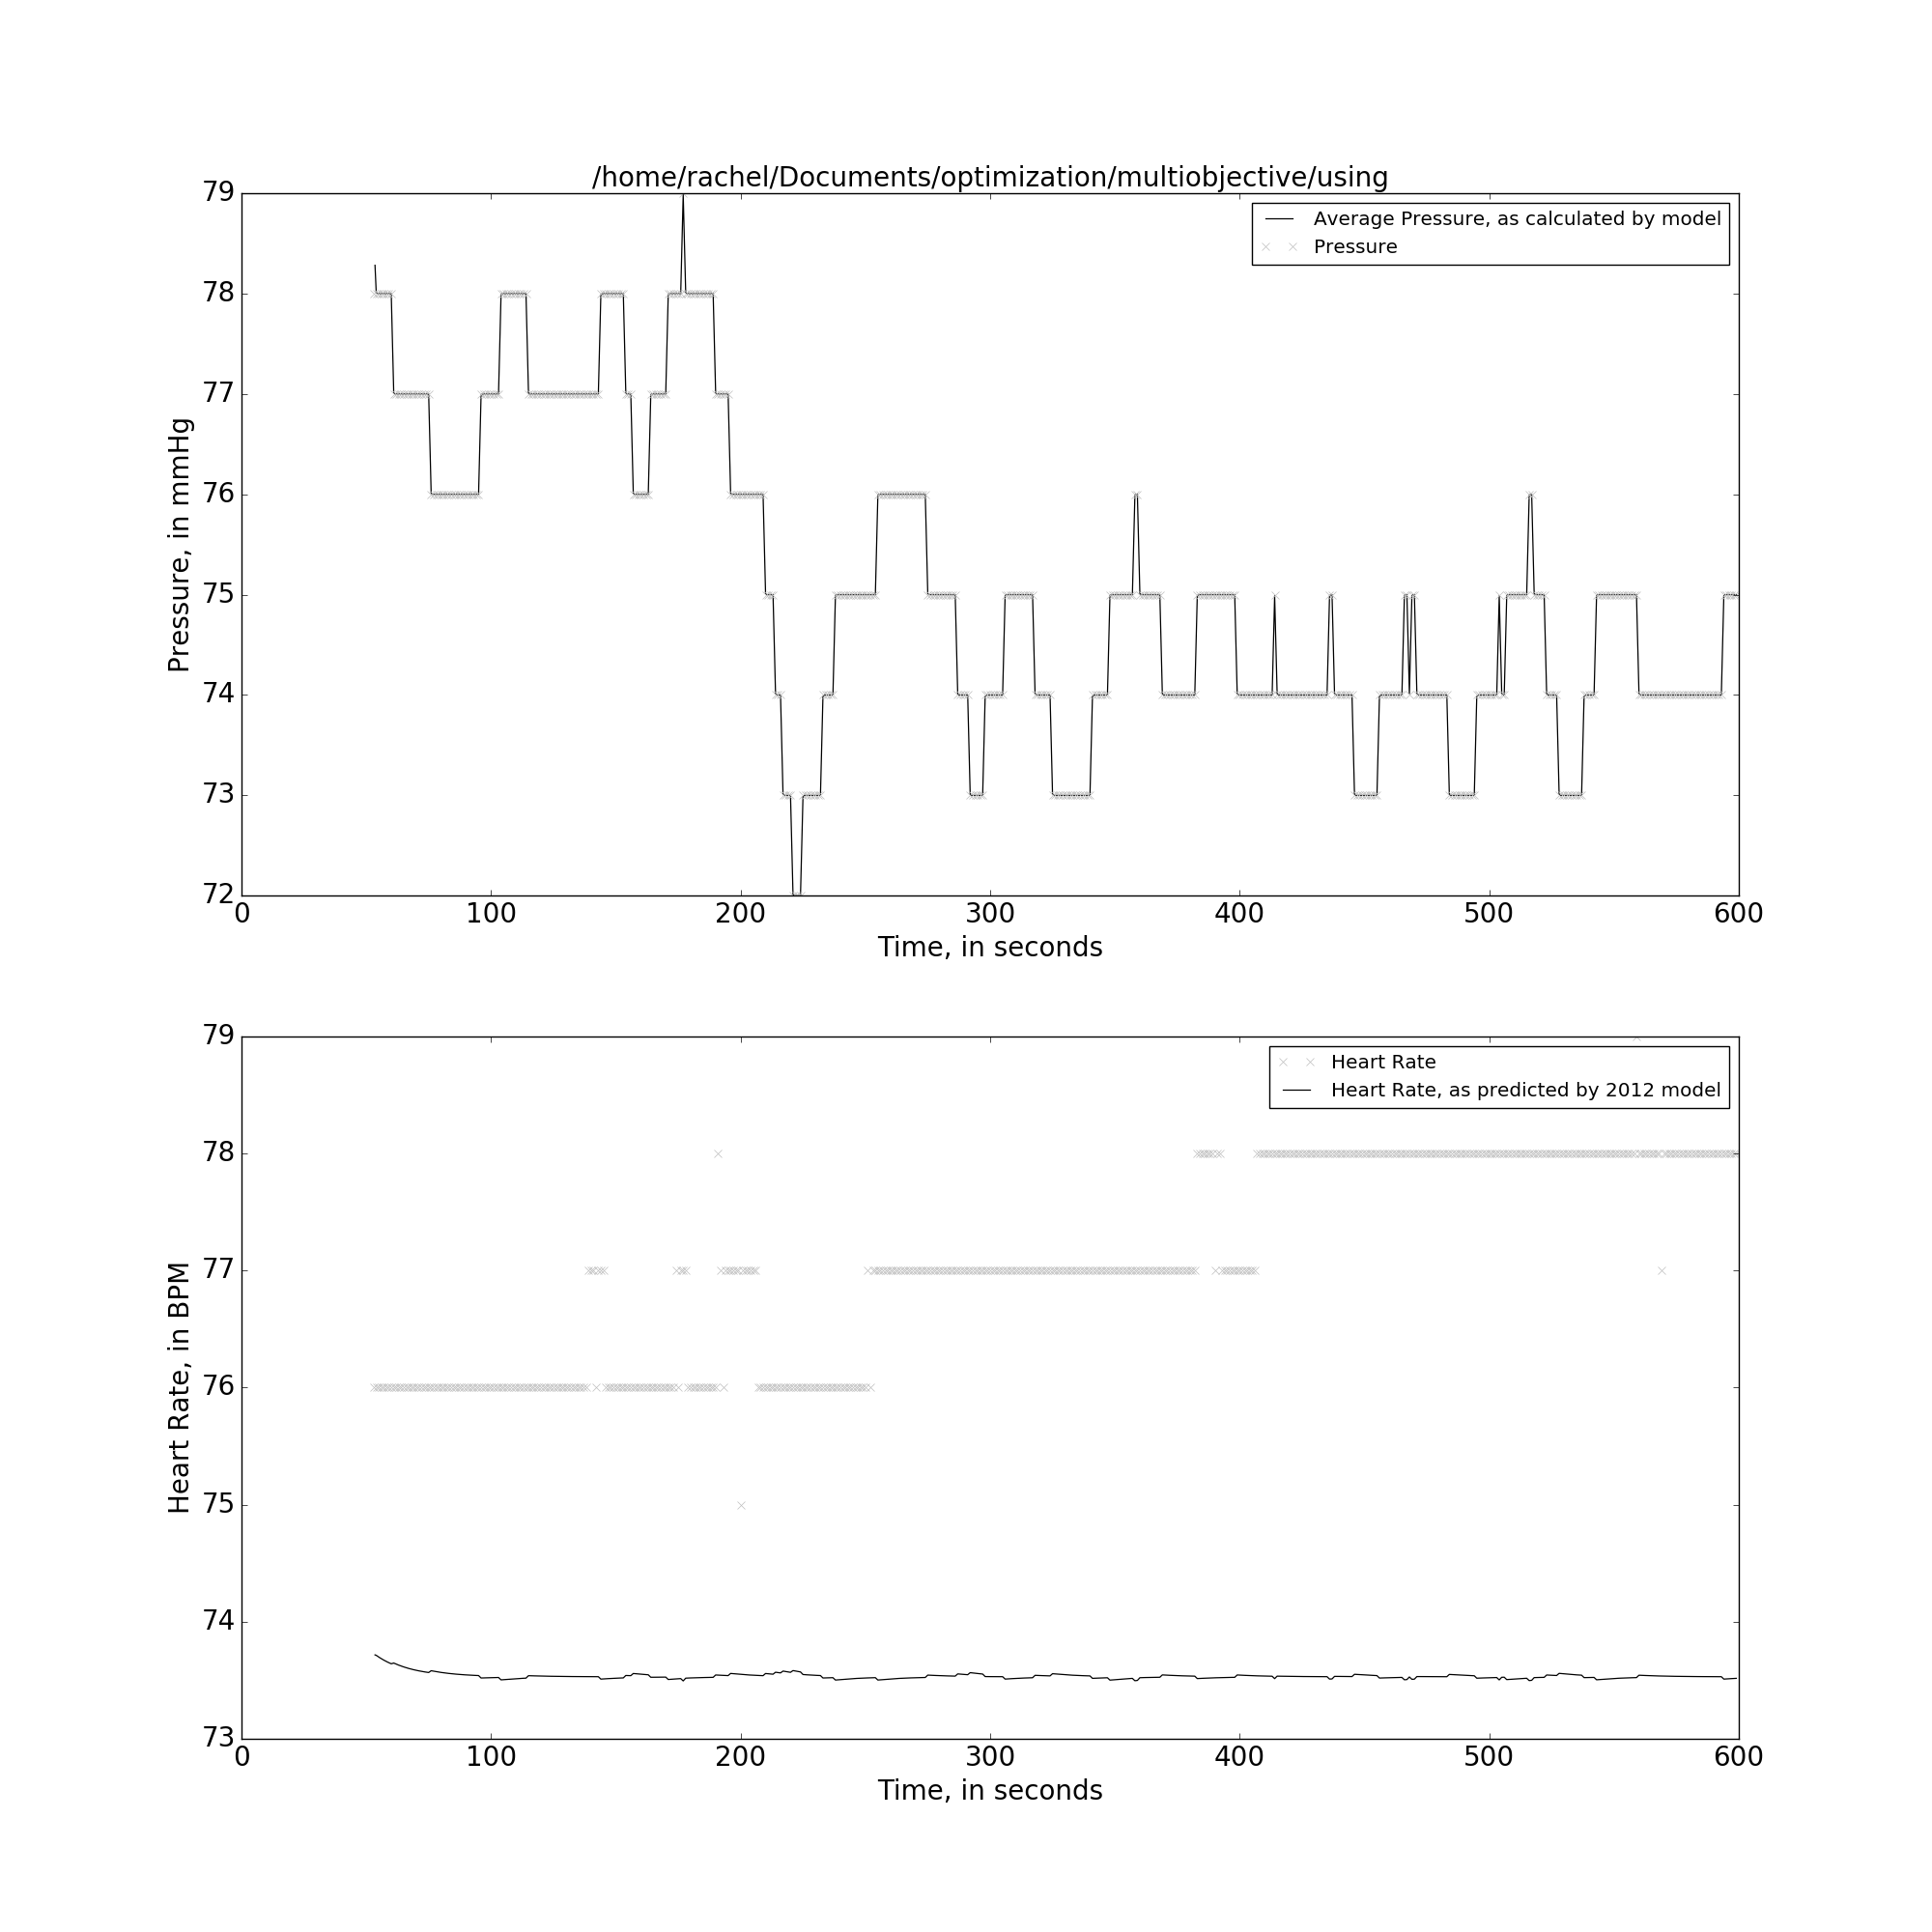 /home/rachel/Documents/optimization/multiobjective/using
79
78
77
76
75
74
73
72
Pressure, in mmHg
Average Pressure, as calculated by model
Pressure
0 100 200 300 400 500 600
Time, in seconds
79
78
77
76
75
74
73
Heart Rate, in BPM
Heart Rate
Heart Rate, as predicted by 2012 model
0 100 200 300 400 500 600
Time, in seconds